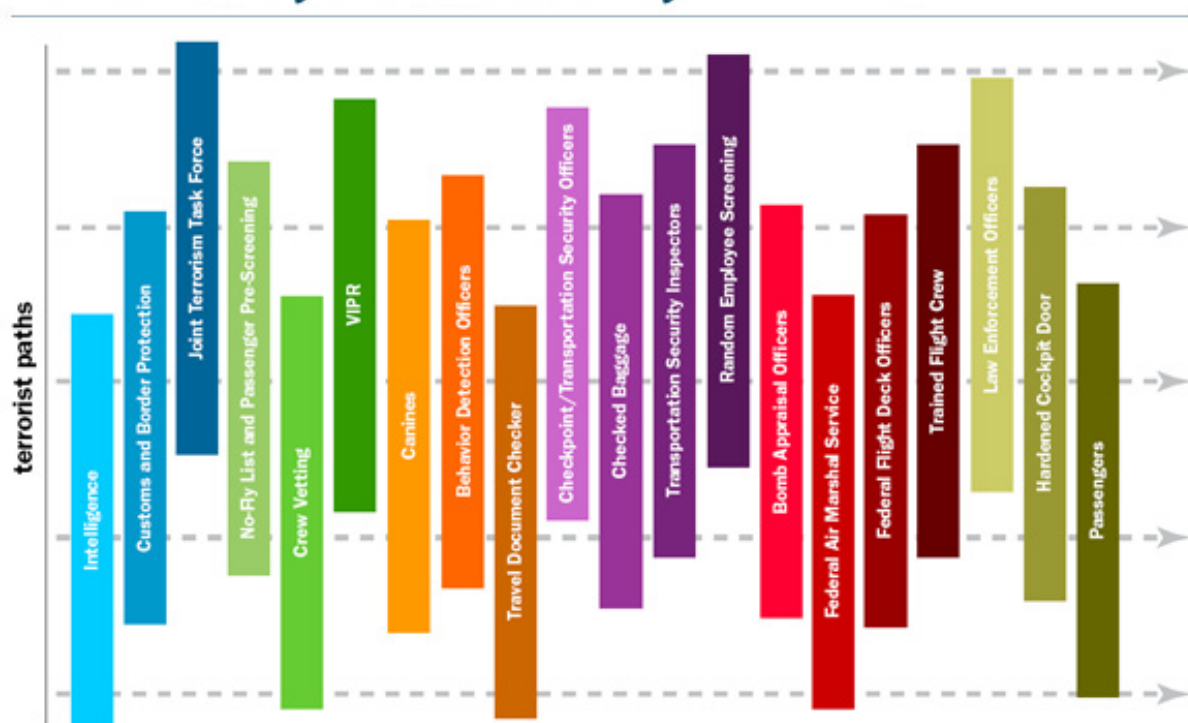 terrorist paths
Intelligence
Customs and Border Protection
Joint Terrorism Task Force
No-Fly List and Passenger Pre-Screening
Crew Vetting
VIPR
Canines
Behavior Detection Officers
Travel Document Checker
Checkpoint/Transportation Security Officers
Checked Baggage
Transportation Security Inspectors
Random Employee Screening
Bomb Appraisal Officers
Federal Air Marshal Service
Federal Flight Deck Officers
Trained Flight Crew
Law Enforcement Officers
Hardened Cockpit Door
Passengers